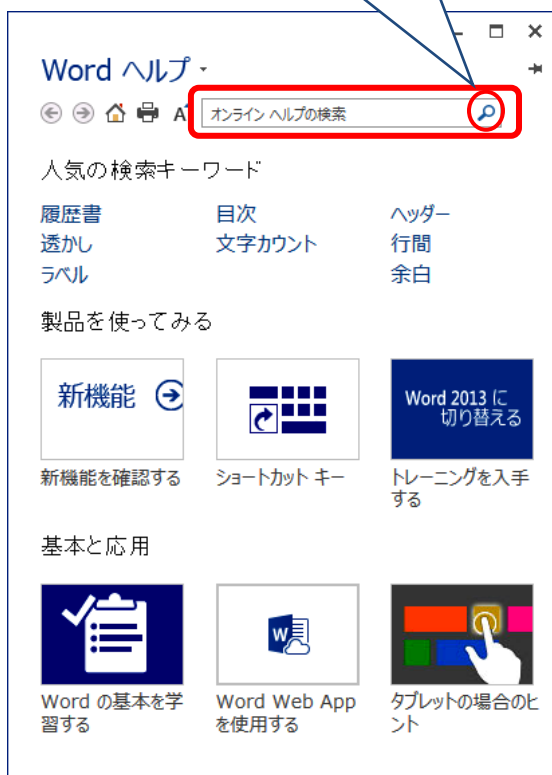 Word ヘルプ
オンライン ヘルプの検索
人気の検索キーワード
履歴書 目次 ヘッダー
透かし 文字カウント 行間
ラベル 余白
製品を使ってみる
新機能
Word 2013 に
切り替える
新機能を確認する ショートカット キー トレーニングを入手
する
基本と応用
W
Word の基本を学 Word Web App タブレットの場合のヒ
習する を使用する ント